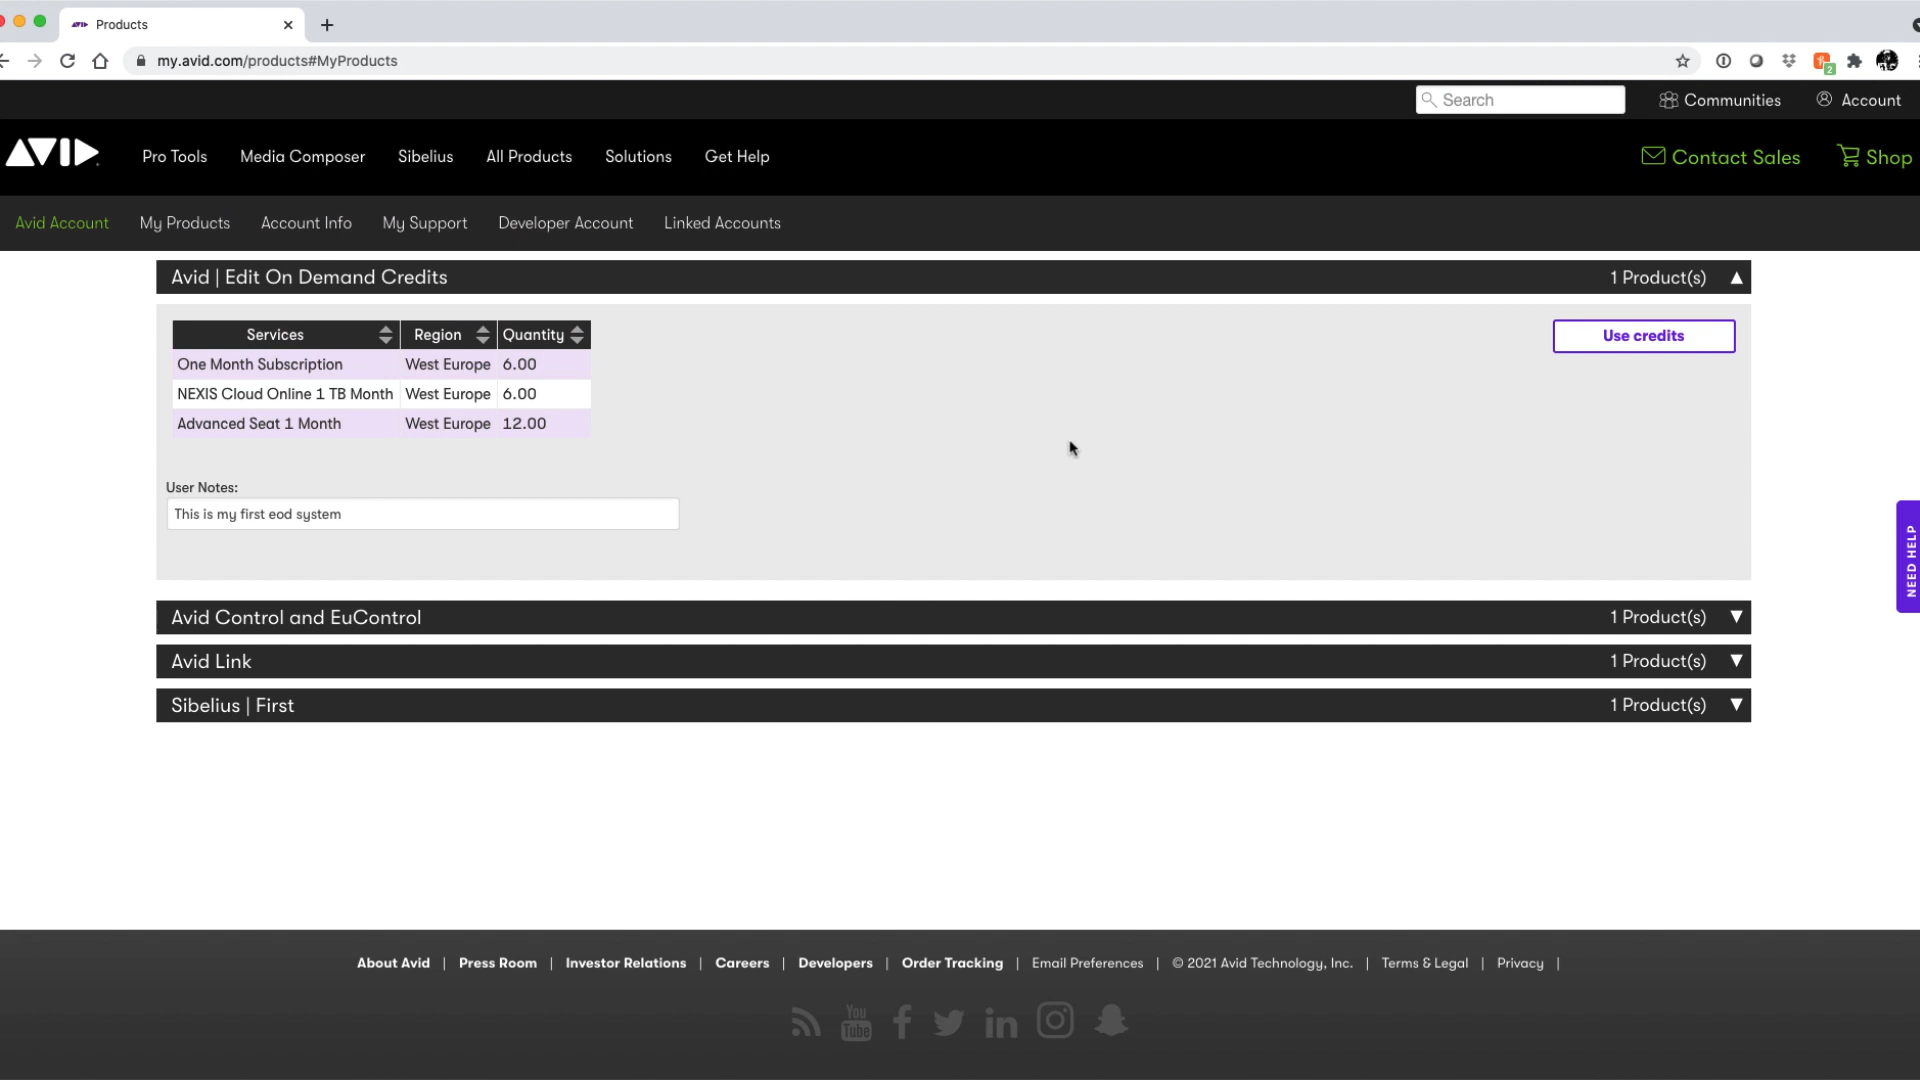 Products
my.avid.com/products#MyProducts
2
Search
Communities
Account
AVID
Pro Tools
Media Composer
Sibelius
All Products
Solutions
Get Help
Contact Sales
Shop
Avid Account
My Products
Account Info
My Support
Developer Account
Linked Accounts
Avid | Edit On Demand Credits 1 Product(s)
Services Region Quantity
Use credits
One Month Subscription West Europe 6.00
NEXIS Cloud Online 1 TB Month West Europe 6.00
Advanced Seat 1 Month West Europe 12.00
User Notes:
This is my first eod system
NEED HELP
Avid Control and EuControl 1 Product(s)
Avid Link 1 Product(s)
Sibelius | First 1 Product(s)
About Avid | Press Room | Investor Relations | Careers | Developers | Order Tracking | Email Preferences | © 2021 Avid Technology, Inc. | Terms & Legal | Privacy |
You
Tube
f
in